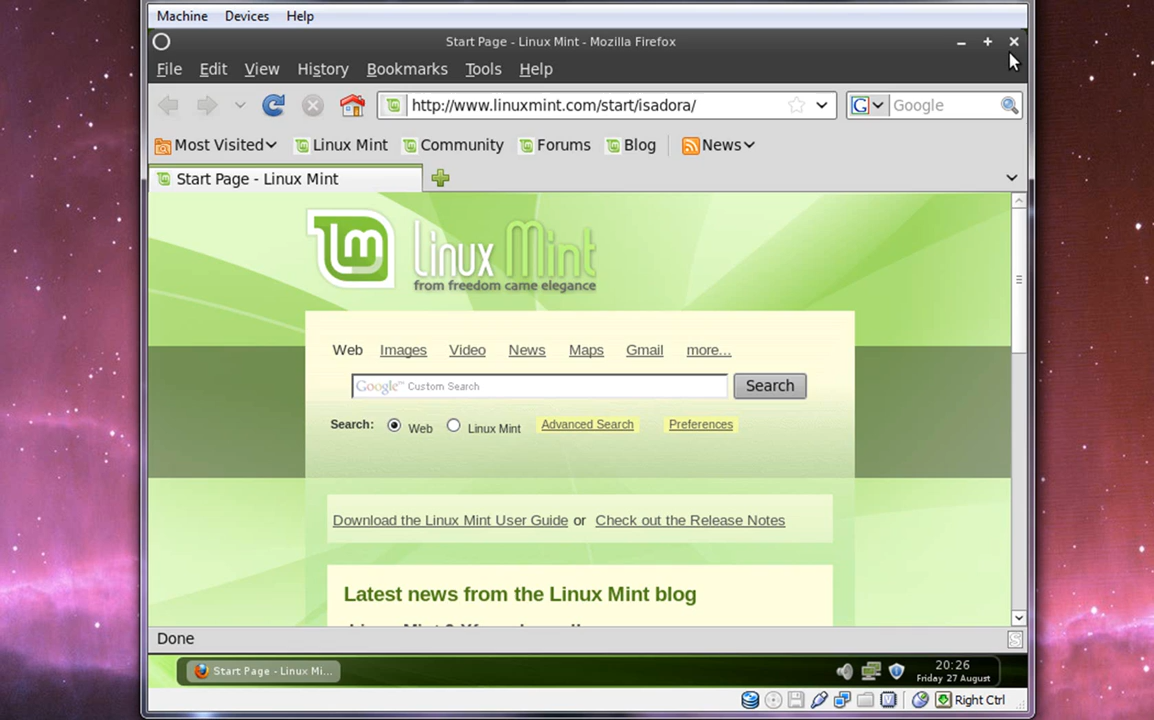 Machine Devices Help
Start Page - Linux Mint - Mozilla Firefox
File Edit View History Bookmarks Tools Help
http://www.linuxmint.com/start/isadora/
G Google
Most Visited Linux Mint Community Forums Blog News
Start Page - Linux Mint
lm Linux Mint
from freedom came elegance
Web Images Video News Maps Gmail more...
Google™ Custom Search Search
Search: Web Linux Mint Advanced Search Preferences
Download the Linux Mint User Guide or Check out the Release Notes
Latest news from the Linux Mint blog
Done
Start Page - Linux Mi...
20:26
Friday 27 August
Right Ctrl